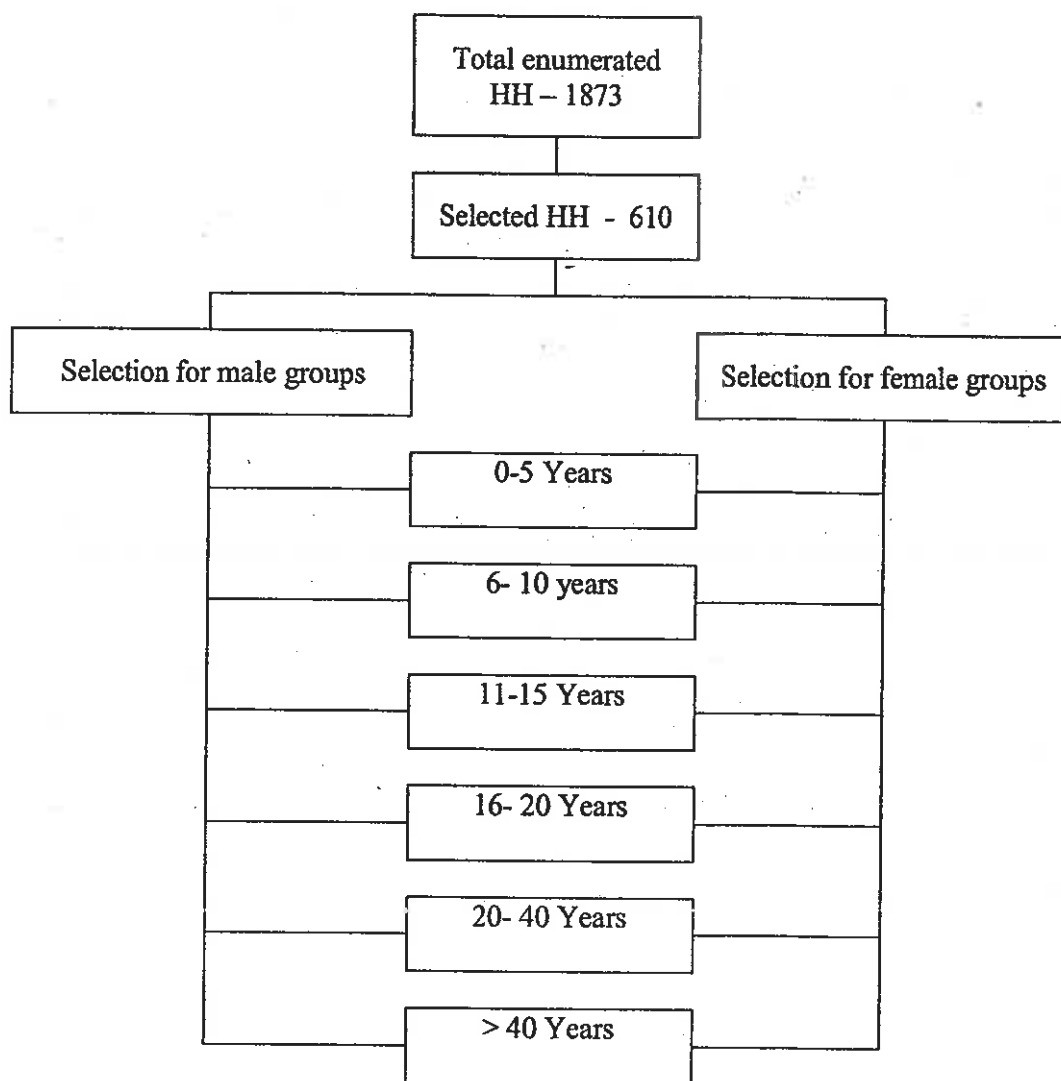 Total enumerated
HH – 1873
Selected HH - 610
Selection for male groups
Selection for female groups
0-5 Years
6- 10 years
11-15 Years
16- 20 Years
20- 40 Years
> 40 Years